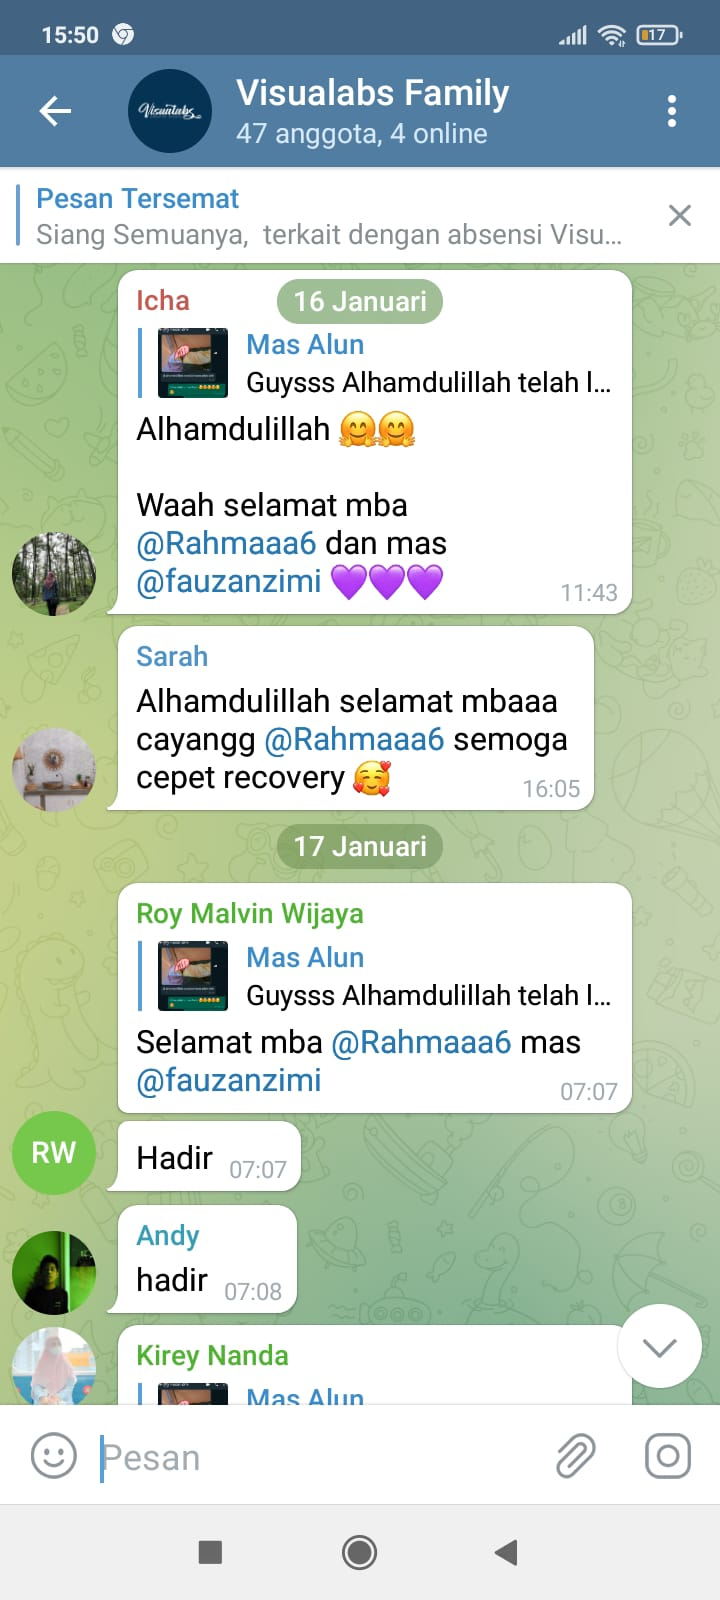 15:50
17
Visualabs
Visualabs Family
47 anggota, 4 online
Pesan Tersemat
Siang Semuanya,  terkait dengan absensi Visu...
16 Januari
Icha
Mas Alun
Guysss Alhamdulillah telah l...
Alhamdulillah 🤗🤗
Waah selamat mba
@Rahmaaa6 dan mas
@fauzanzimi 💜💜💜
11:43
Sarah
Alhamdulillah selamat mbaaa
cayangg @Rahmaaa6 semoga
cepet recovery 🥰
16:05
17 Januari
Roy Malvin Wijaya
Mas Alun
Guysss Alhamdulillah telah l...
Selamat mba @Rahmaaa6 mas
@fauzanzimi
07:07
RW
Hadir 07:07
Andy
hadir 07:08
Kirey Nanda
Mas Alun
Pesan